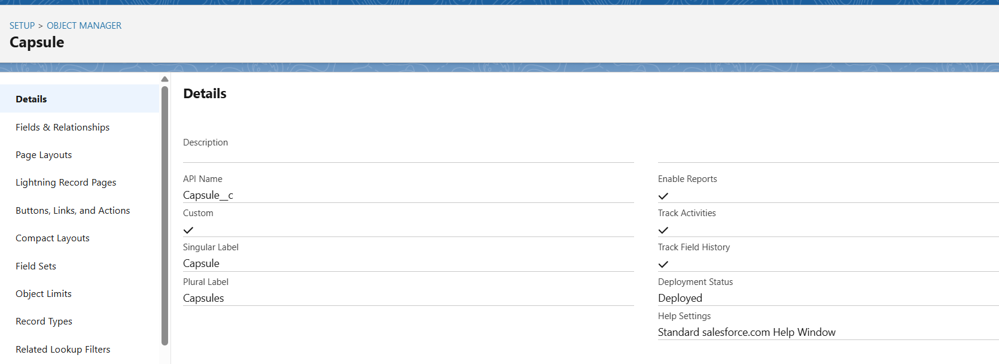 SETUP > OBJECT MANAGER
Capsule
Details
Fields & Relationships
Page Layouts
Lightning Record Pages
Buttons, Links, and Actions
Compact Layouts
Field Sets
Object Limits
Record Types
Related Lookup Filters
Details
Description
API Name
Capsule__c
Custom
Singular Label
Capsule
Plural Label
Capsules
Enable Reports
Track Activities
Track Field History
Deployment Status
Deployed
Help Settings
Standard salesforce.com Help Window